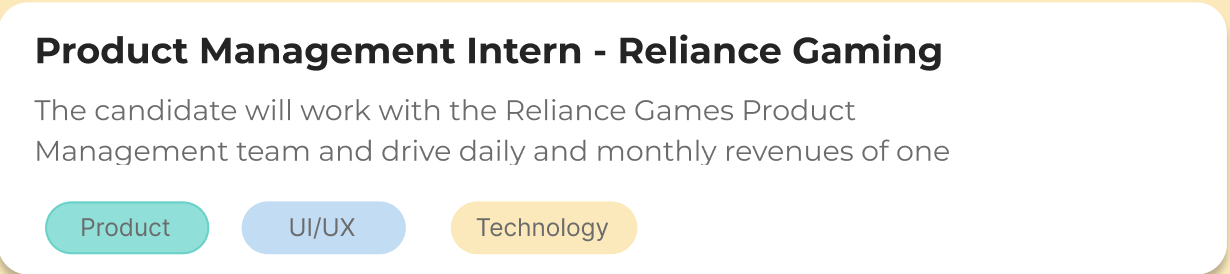 Product Management Intern - Reliance Gaming
The candidate will work with the Reliance Games Product
Management team and drive daily and monthly revenues of one
Product UI/UX Technology